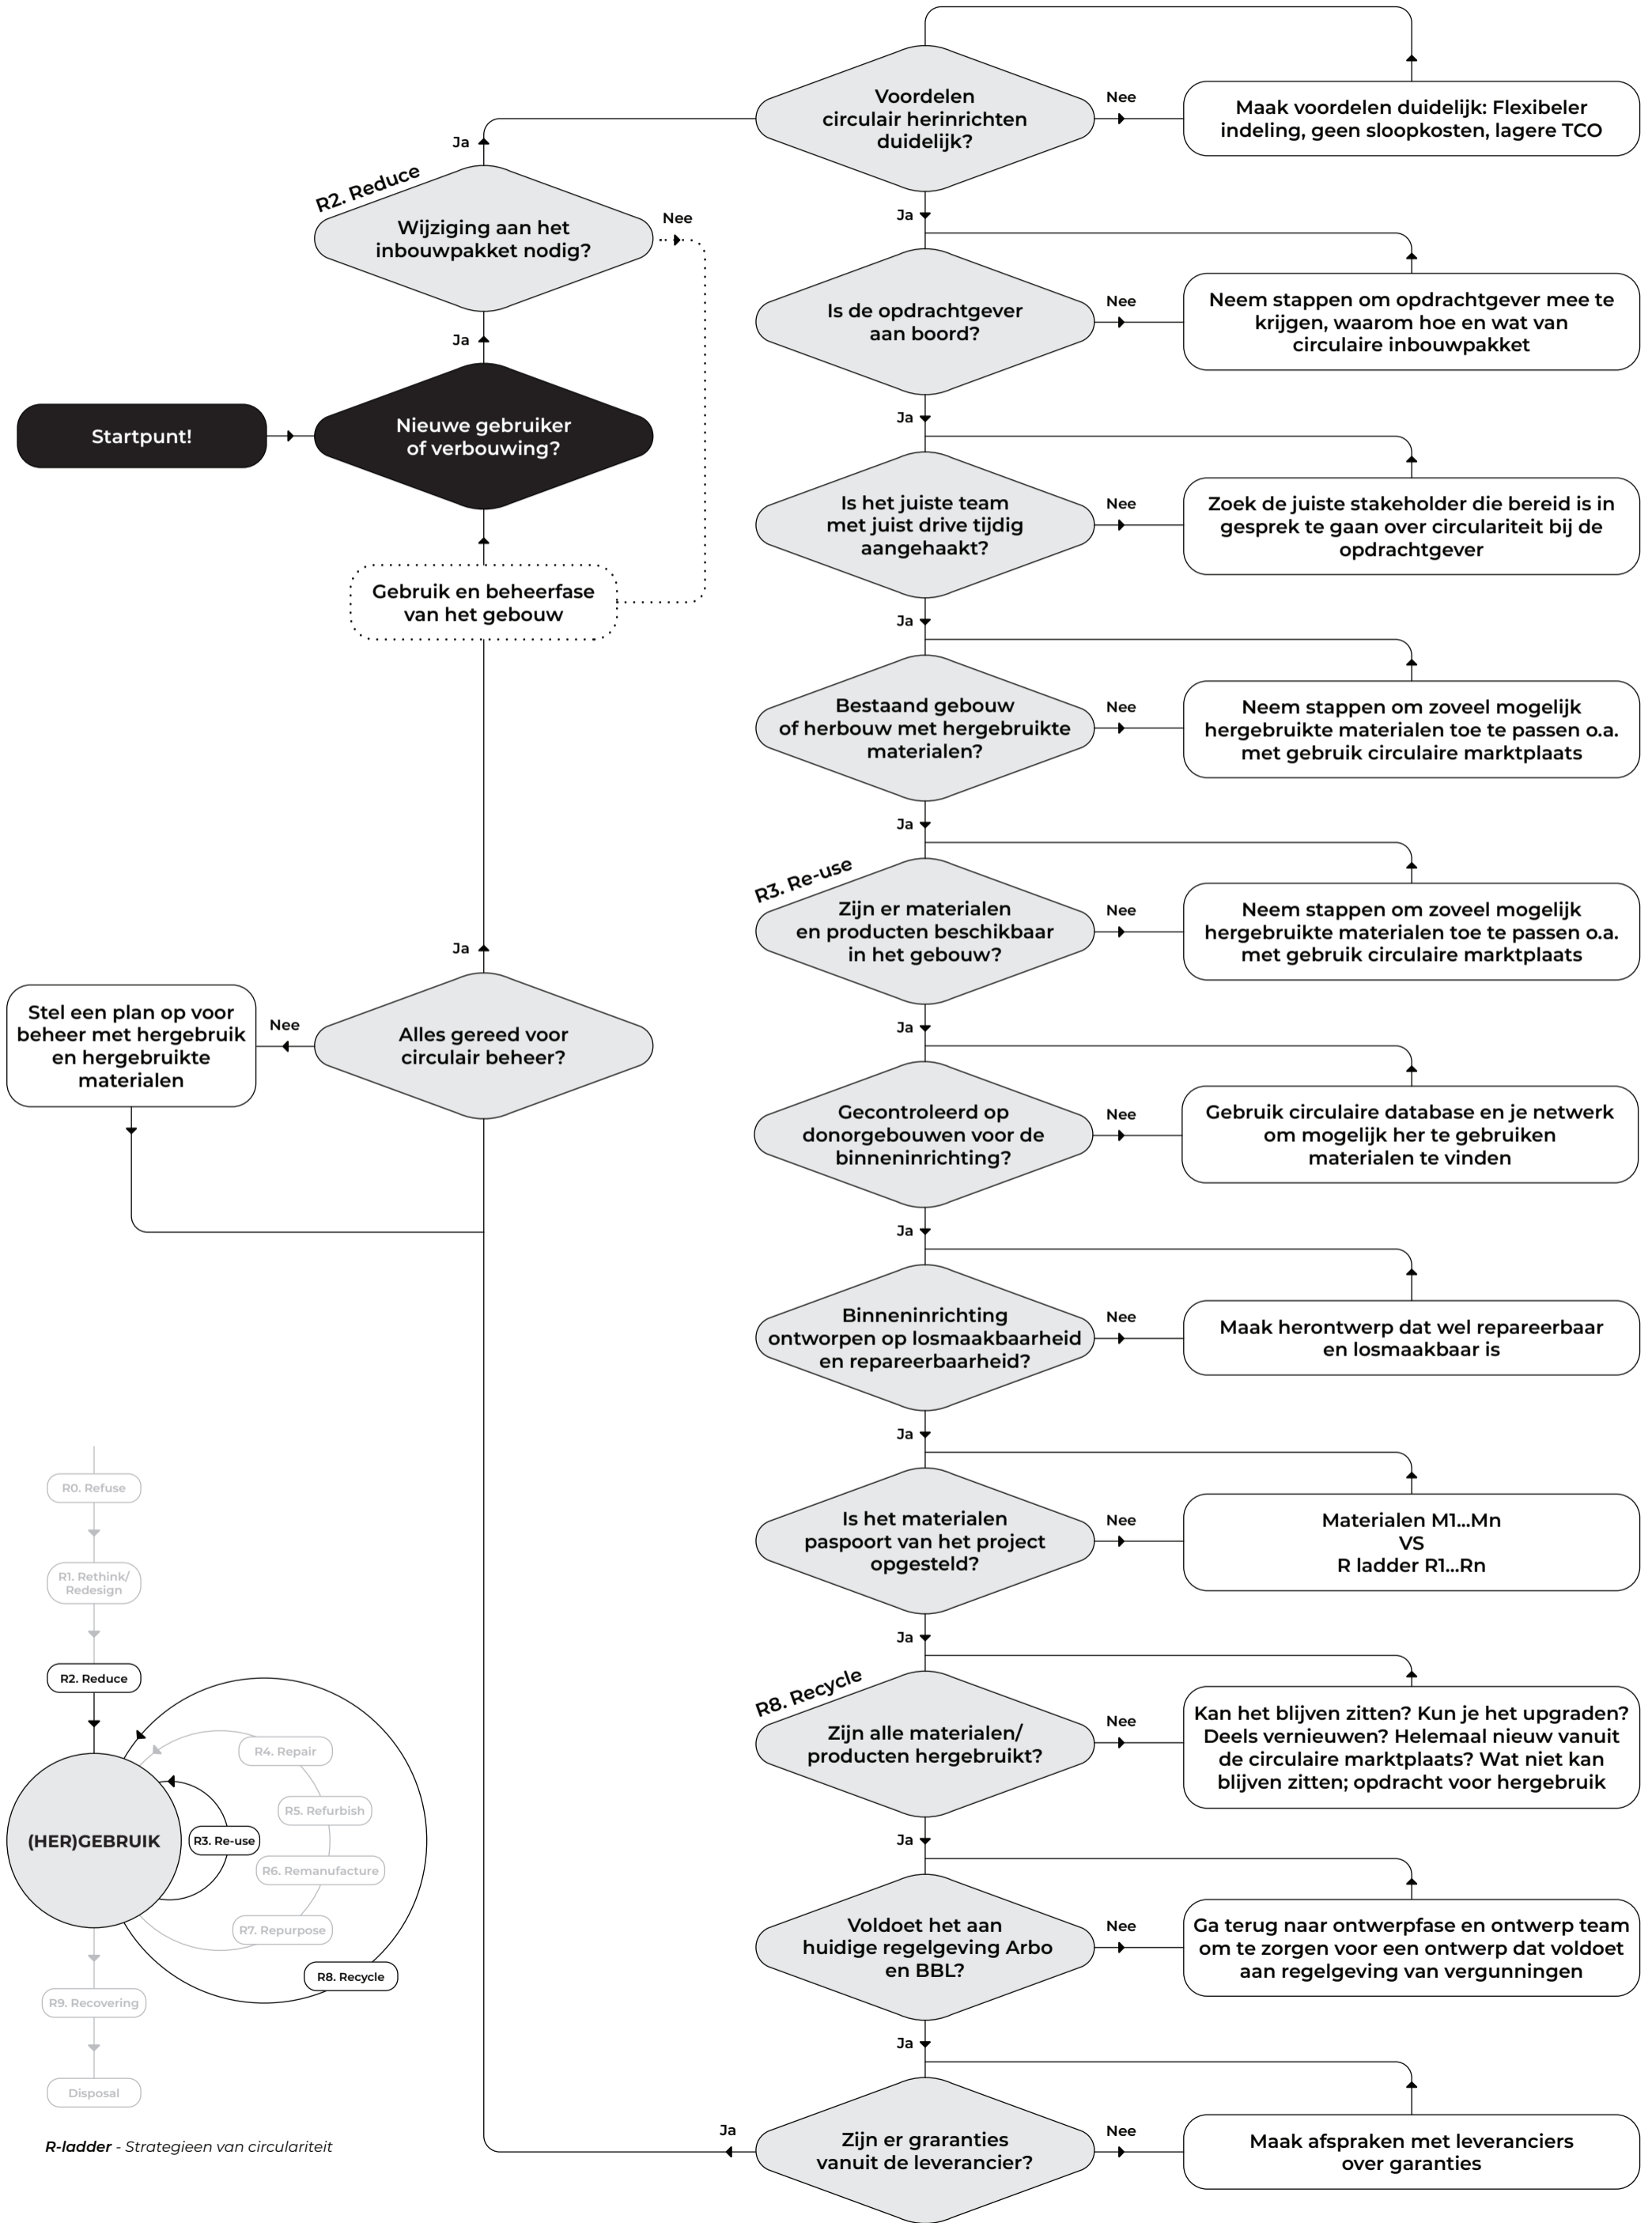 Voordelen
circulair herinrichten
duidelijk?
Nee
Maak voordelen duidelijk: Flexibeler
indeling, geen sloopkosten, lagere TCO
Ja
R2. Reduce
Wijziging aan het
inbouwpakket nodig?
Nee
Ja
Startpunt!
Nieuwe gebruiker
of verbouwing?
Gebruik en beheerfase
van het gebouw
Ja
Stel een plan op voor
beheer met hergebruik
en hergebruikte
materialen
Nee
Alles gereed voor
circulair beheer?
Ja
Is de opdrachtgever
aan boord?
Nee
Neem stappen om opdrachtgever mee te
krijgen, waarom hoe en wat van
circulaire inbouwpakket
Ja
Is het juiste team
met juist drive tijdig
aangehaakt?
Nee
Zoek de juiste stakeholder die bereid is in
gesprek te gaan over circulariteit bij de
opdrachtgever
Ja
Bestaand gebouw
of herbouw met hergebruikte
materialen?
Nee
Neem stappen om zoveel mogelijk
hergebruikte materialen toe te passen o.a.
met gebruik circulaire marktplaats
Ja
R3. Re-use
Zijn er materialen
en producten beschikbaar
in het gebouw?
Nee
Neem stappen om zoveel mogelijk
hergebruikte materialen toe te passen o.a.
met gebruik circulaire marktplaats
Ja
Gecontroleerd op
donorgebouwen voor de
binneninrichting?
Nee
Gebruik circulaire database en je netwerk
om mogelijk her te gebruiken
materialen te vinden
Ja
Binneninrichting
ontworpen op losmaakbaarheid
en repareerbaarheid?
Nee
Maak herontwerp dat wel repareerbaar
en losmaakbaar is
Ja
Is het materialen
paspoort van het project
opgesteld?
Nee
Materialen M1...Mn
VS
R ladder R1...Rn
Ja
R8. Recycle
Zijn alle materialen/
producten hergebruikt?
Nee
Kan het blijven zitten? Kun je het upgraden?
Deels vernieuwen? Helemaal nieuw vanuit
de circulaire marktplaats? Wat niet kan
blijven zitten; opdracht voor hergebruik
Ja
Voldoet het aan
huidige regelgeving Arbo
en BBL?
Nee
Ga terug naar ontwerpfase en ontwerp team
om te zorgen voor een ontwerp dat voldoet
aan regelgeving van vergunningen
Ja
Zijn er graranties
vanuit de leverancier?
Nee
Maak afspraken met leveranciers
over garanties
Ja
R0. Refuse
R1. Rethink/
Redesign
R2. Reduce
(HER)GEBRUIK
R3. Re-use
R4. Repair
R5. Refurbish
R6. Remanufacture
R7. Repurpose
R8. Recycle
R9. Recovering
Disposal
R-ladder - Strategieen van circulariteit